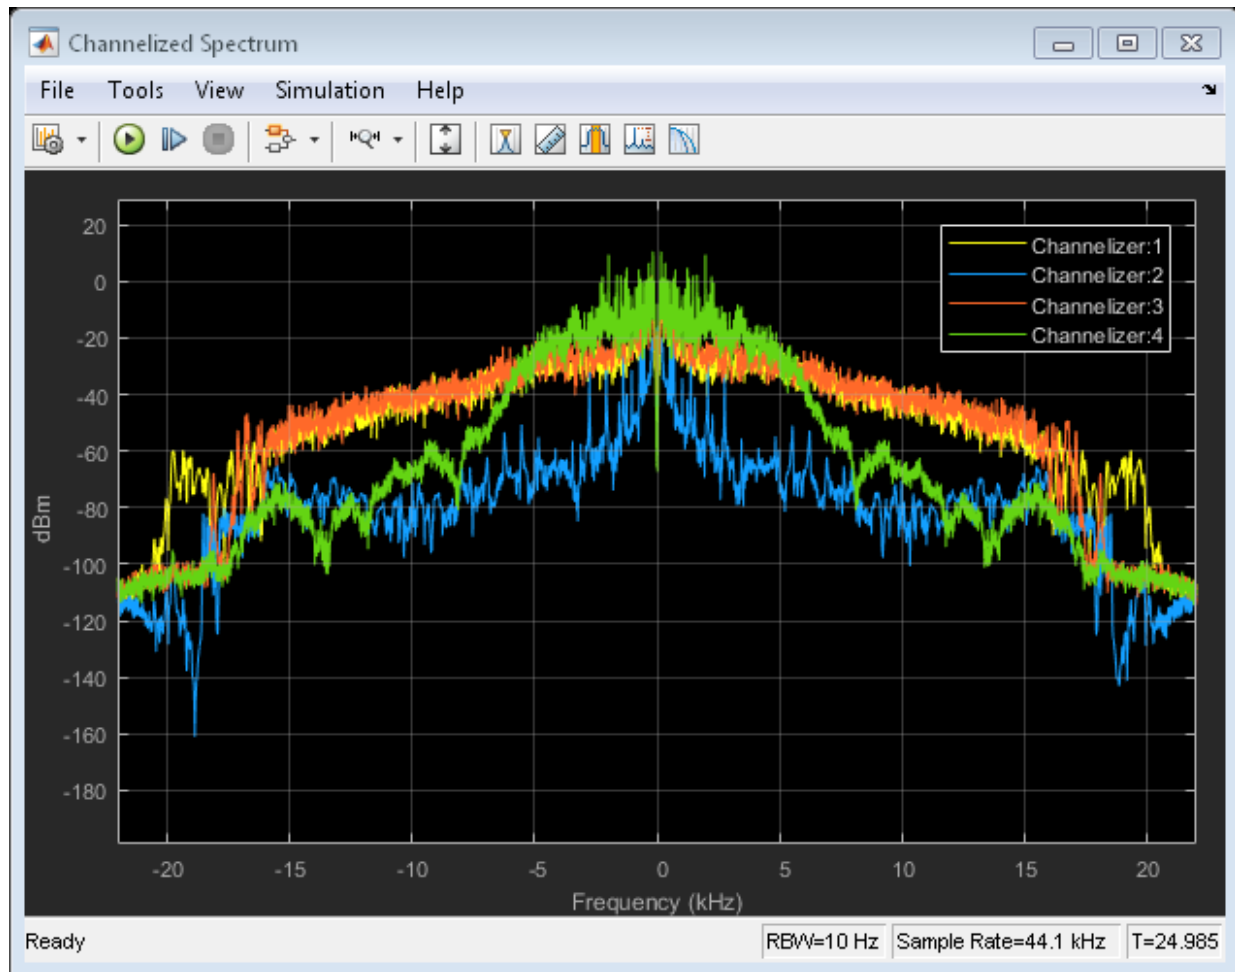 Channelized Spectrum
File Tools View Simulation Help
20
0
-20
-40
-60
-80
-100
-120
-140
-160
-180
dBm
Channelizer:1
Channelizer:2
Channelizer:3
Channelizer:4
-20 -15 -10 -5 0 5 10 15 20
Frequency (kHz)
Ready RBW=10 Hz Sample Rate=44.1 kHz T=24.985